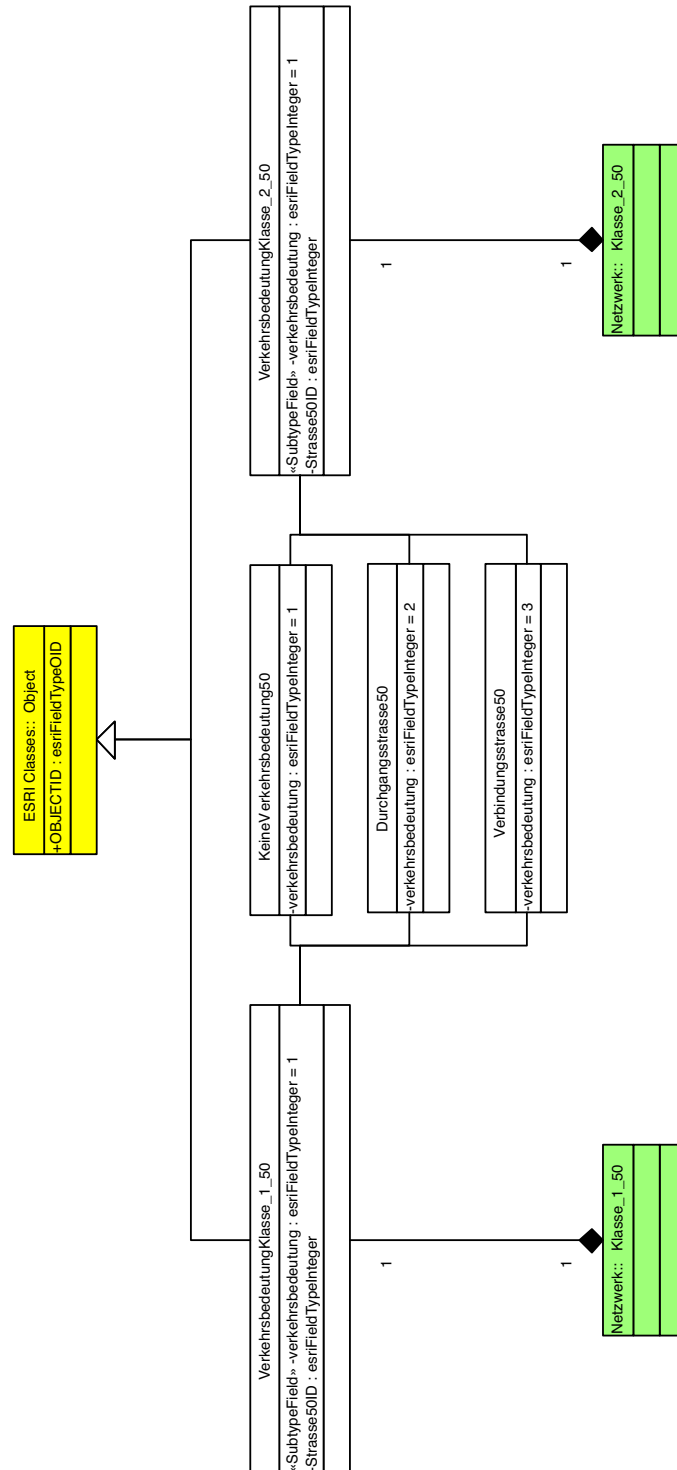 ESRI Classes::  Object
+OBJECTID : esriFieldTypeOID
VerkehrsbedeutungKlasse_1_50
«SubtypeField» -verkehrsbedeutung : esriFieldTypeInteger = 1
-Strasse50ID : esriFieldTypeInteger
KeineVerkehrsbedeutung50
-verkehrsbedeutung : esriFieldTypeInteger = 1
Durchgangsstrasse50
-verkehrsbedeutung : esriFieldTypeInteger = 2
Verbindungsstrasse50
-verkehrsbedeutung : esriFieldTypeInteger = 3
VerkehrsbedeutungKlasse_2_50
«SubtypeField» -verkehrsbedeutung : esriFieldTypeInteger = 1
-Strasse50ID : esriFieldTypeInteger
1
1
1
1
Netzwerk::  Klasse_1_50
Netzwerk::  Klasse_2_50